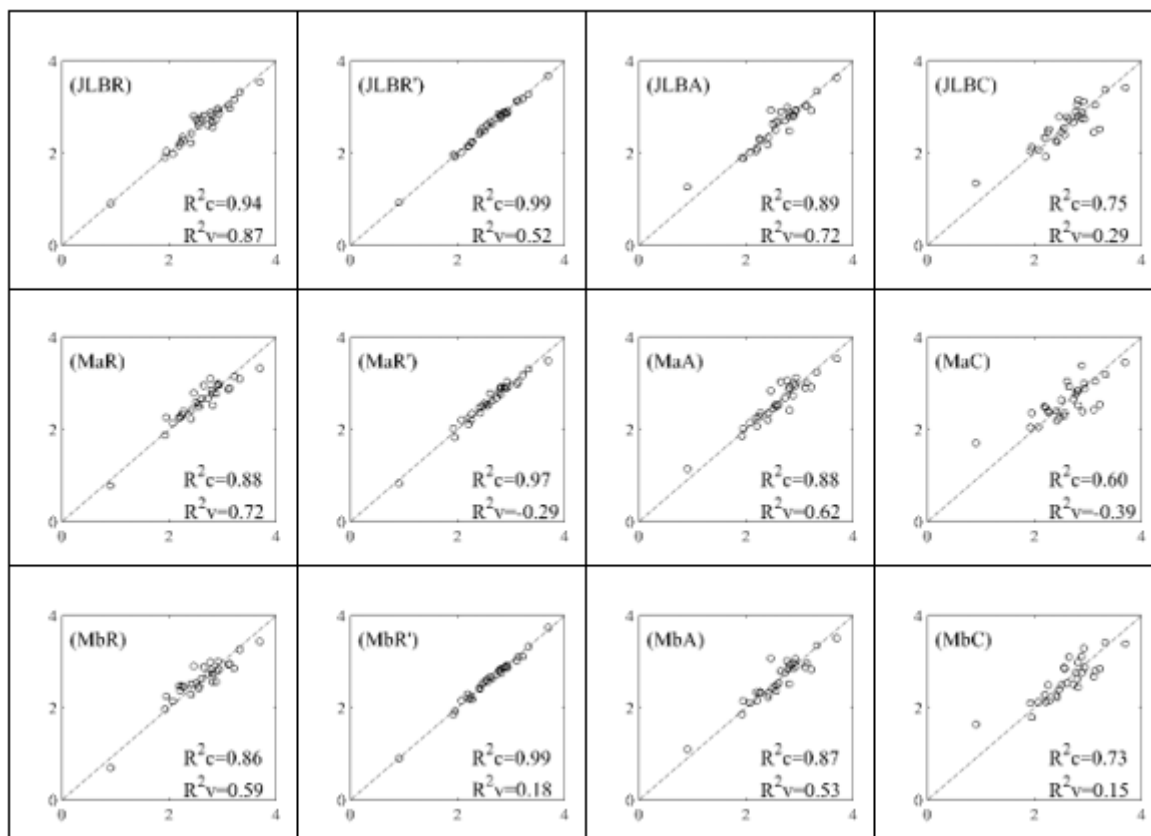 4
(JLBR)
2
R²c=0.94
R²v=0.87
0
0 2 4
4
(JLBR')
2
R²c=0.99
R²v=0.52
0
0 2 4
4
(JLBA)
2
R²c=0.89
R²v=0.72
0
0 2 4
4
(JLBC)
2
R²c=0.75
R²v=0.29
0
0 2 4
4
(MaR)
2
R²c=0.88
R²v=0.72
0
0 2 4
4
(MaR')
2
R²c=0.97
R²v=-0.29
0
0 2 4
4
(MaA)
2
R²c=0.88
R²v=0.62
0
0 2 4
4
(MaC)
2
R²c=0.60
R²v=-0.39
0
0 2 4
4
(MbR)
2
R²c=0.86
R²v=0.59
0
0 2 4
4
(MbR')
2
R²c=0.99
R²v=0.18
0
0 2 4
4
(MbA)
2
R²c=0.87
R²v=0.53
0
0 2 4
4
(MbC)
2
R²c=0.73
R²v=0.15
0
0 2 4